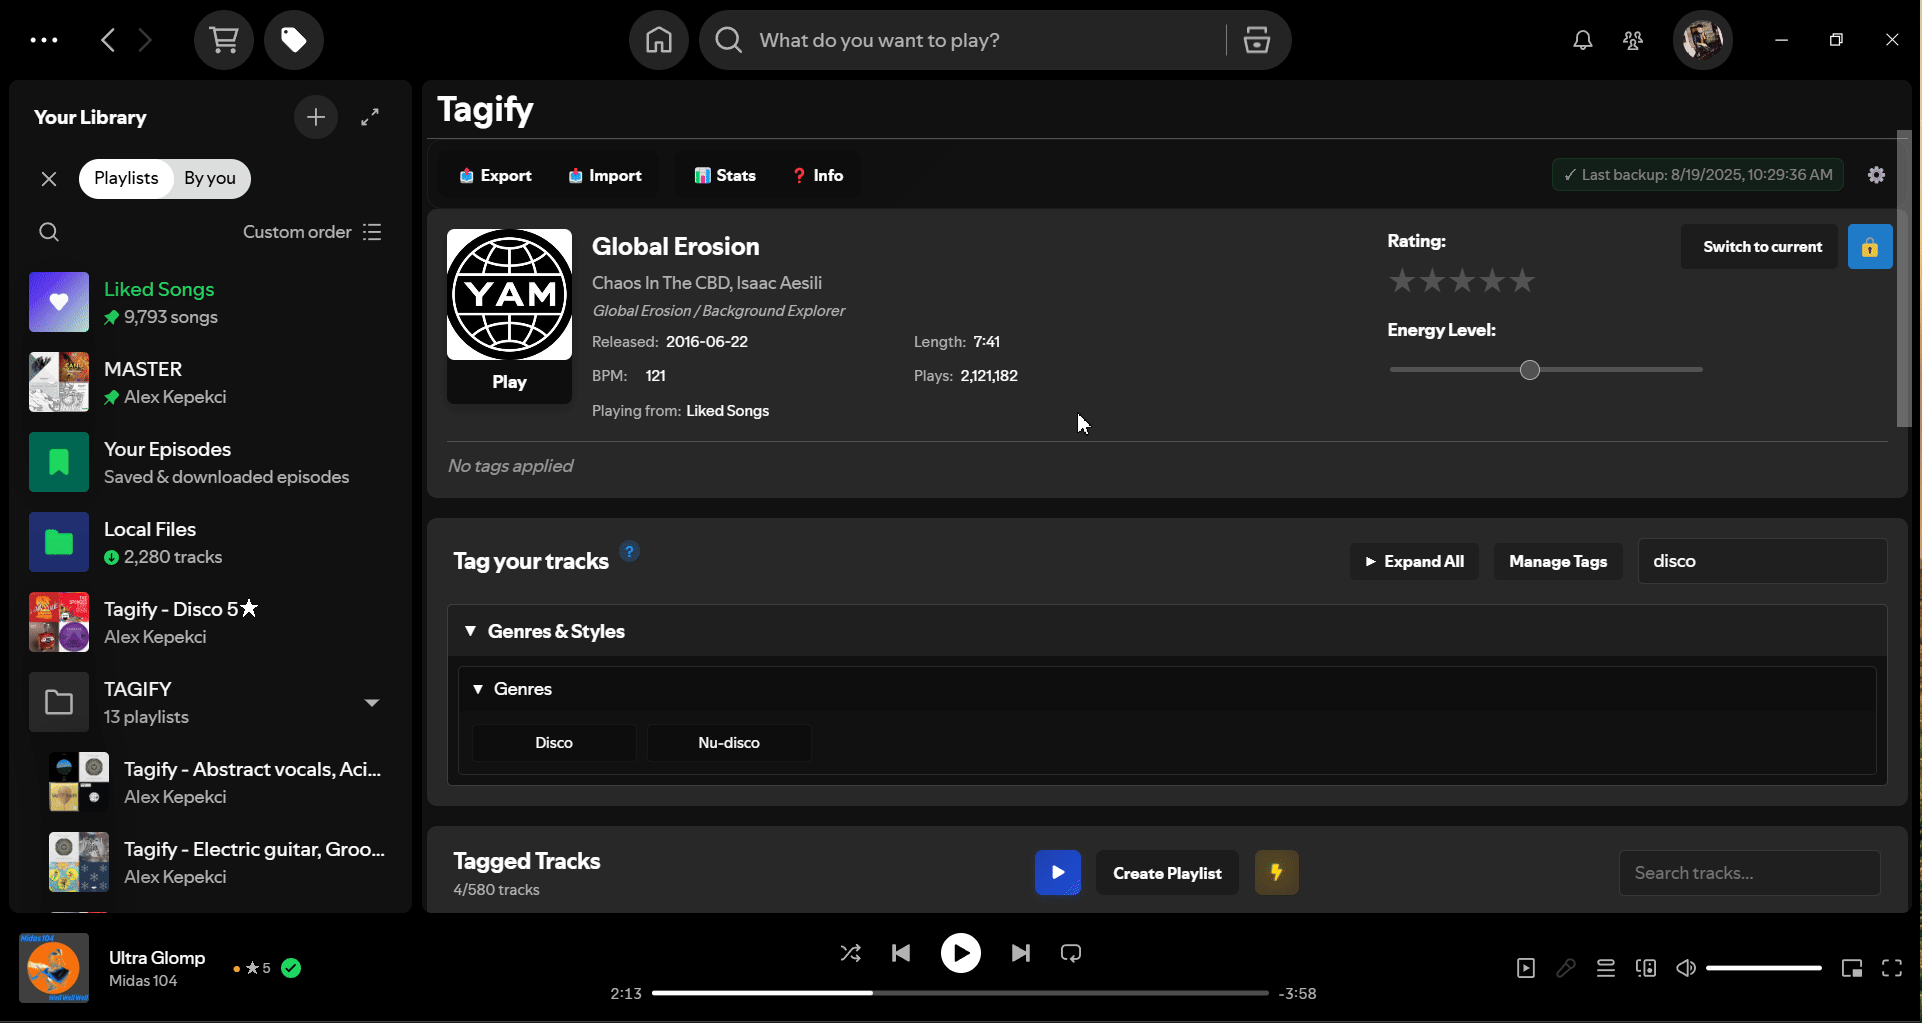 What do you want to play?
Your Library
Playlists
By you
Custom order
Liked Songs
9,793 songs
MASTER
Alex Kepekci
Your Episodes
Saved & downloaded episodes
Local Files
2,280 tracks
Tagify - Disco 5★
Alex Kepekci
TAGIFY
13 playlists
Tagify - Abstract vocals, Aci...
Alex Kepekci
Tagify - Electric guitar, Groo...
Alex Kepekci
Tagify
Export
Import
Stats
? Info
✓ Last backup: 8/19/2025, 10:29:36 AM
YAM
Play
Global Erosion
Chaos In The CBD, Isaac Aesili
Global Erosion / Background Explorer
Released: 2016-06-22
Length: 7:41
BPM: 121
Plays: 2,121,182
Playing from: Liked Songs
Rating:
Switch to current
Energy Level:
No tags applied
Tag your tracks ?
Expand All
Manage Tags
disco
Genres & Styles
Genres
Disco
Nu-disco
Tagged Tracks
4/580 tracks
Create Playlist
Search tracks...
Midas 104
Well Well Well
Ultra Glomp
Midas 104
★ 5
2:13
-3:58